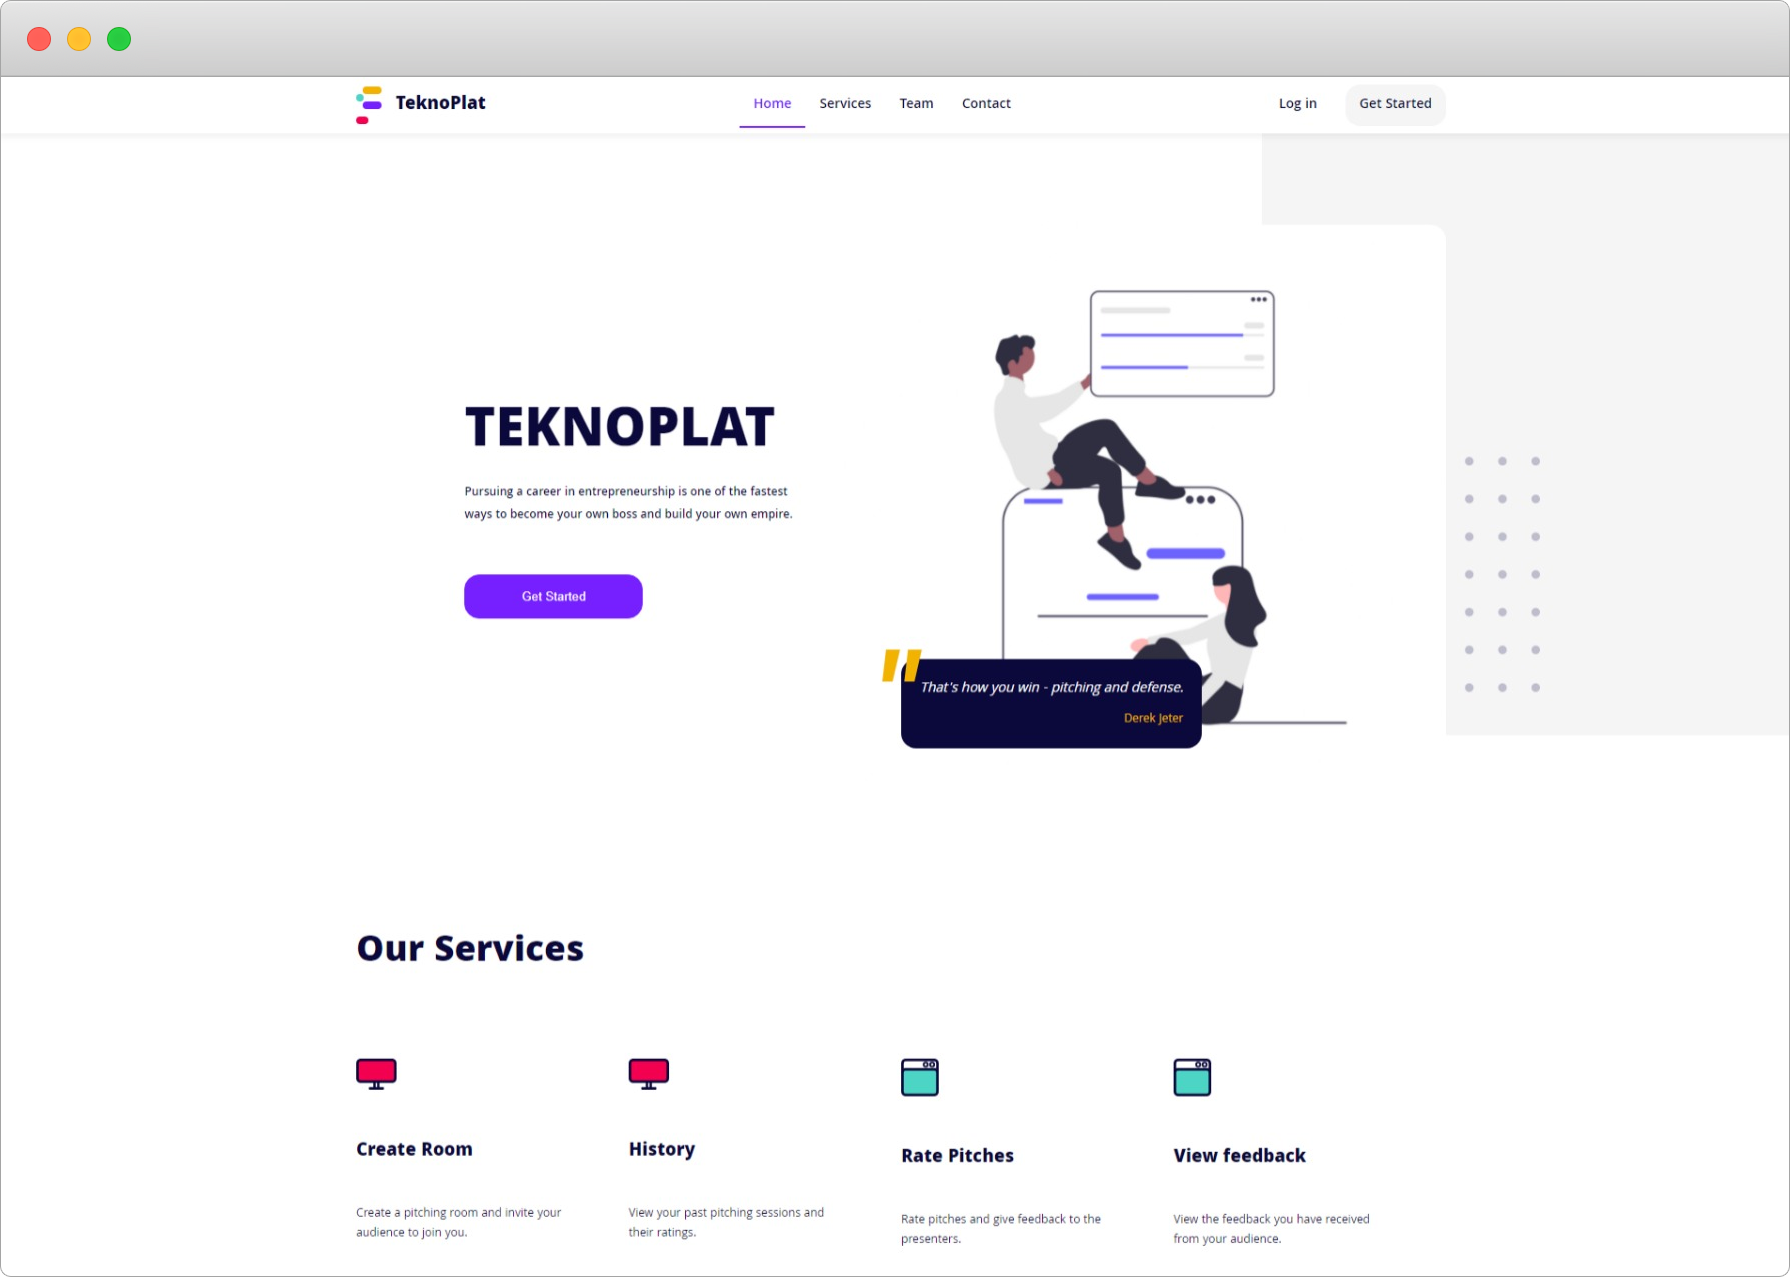 TeknoPlat
Home
Services
Team
Contact
Log in
Get Started
TEKNOPLAT
Pursuing a career in entrepreneurship is one of the fastest
ways to become your own boss and build your own empire.
Get Started
"
That's how you win - pitching and defense.
Derek Jeter
Our Services
Create Room
Create a pitching room and invite your
audience to join you.
History
View your past pitching sessions and
their ratings.
Rate Pitches
Rate pitches and give feedback to the
presenters.
View feedback
View the feedback you have received
from your audience.